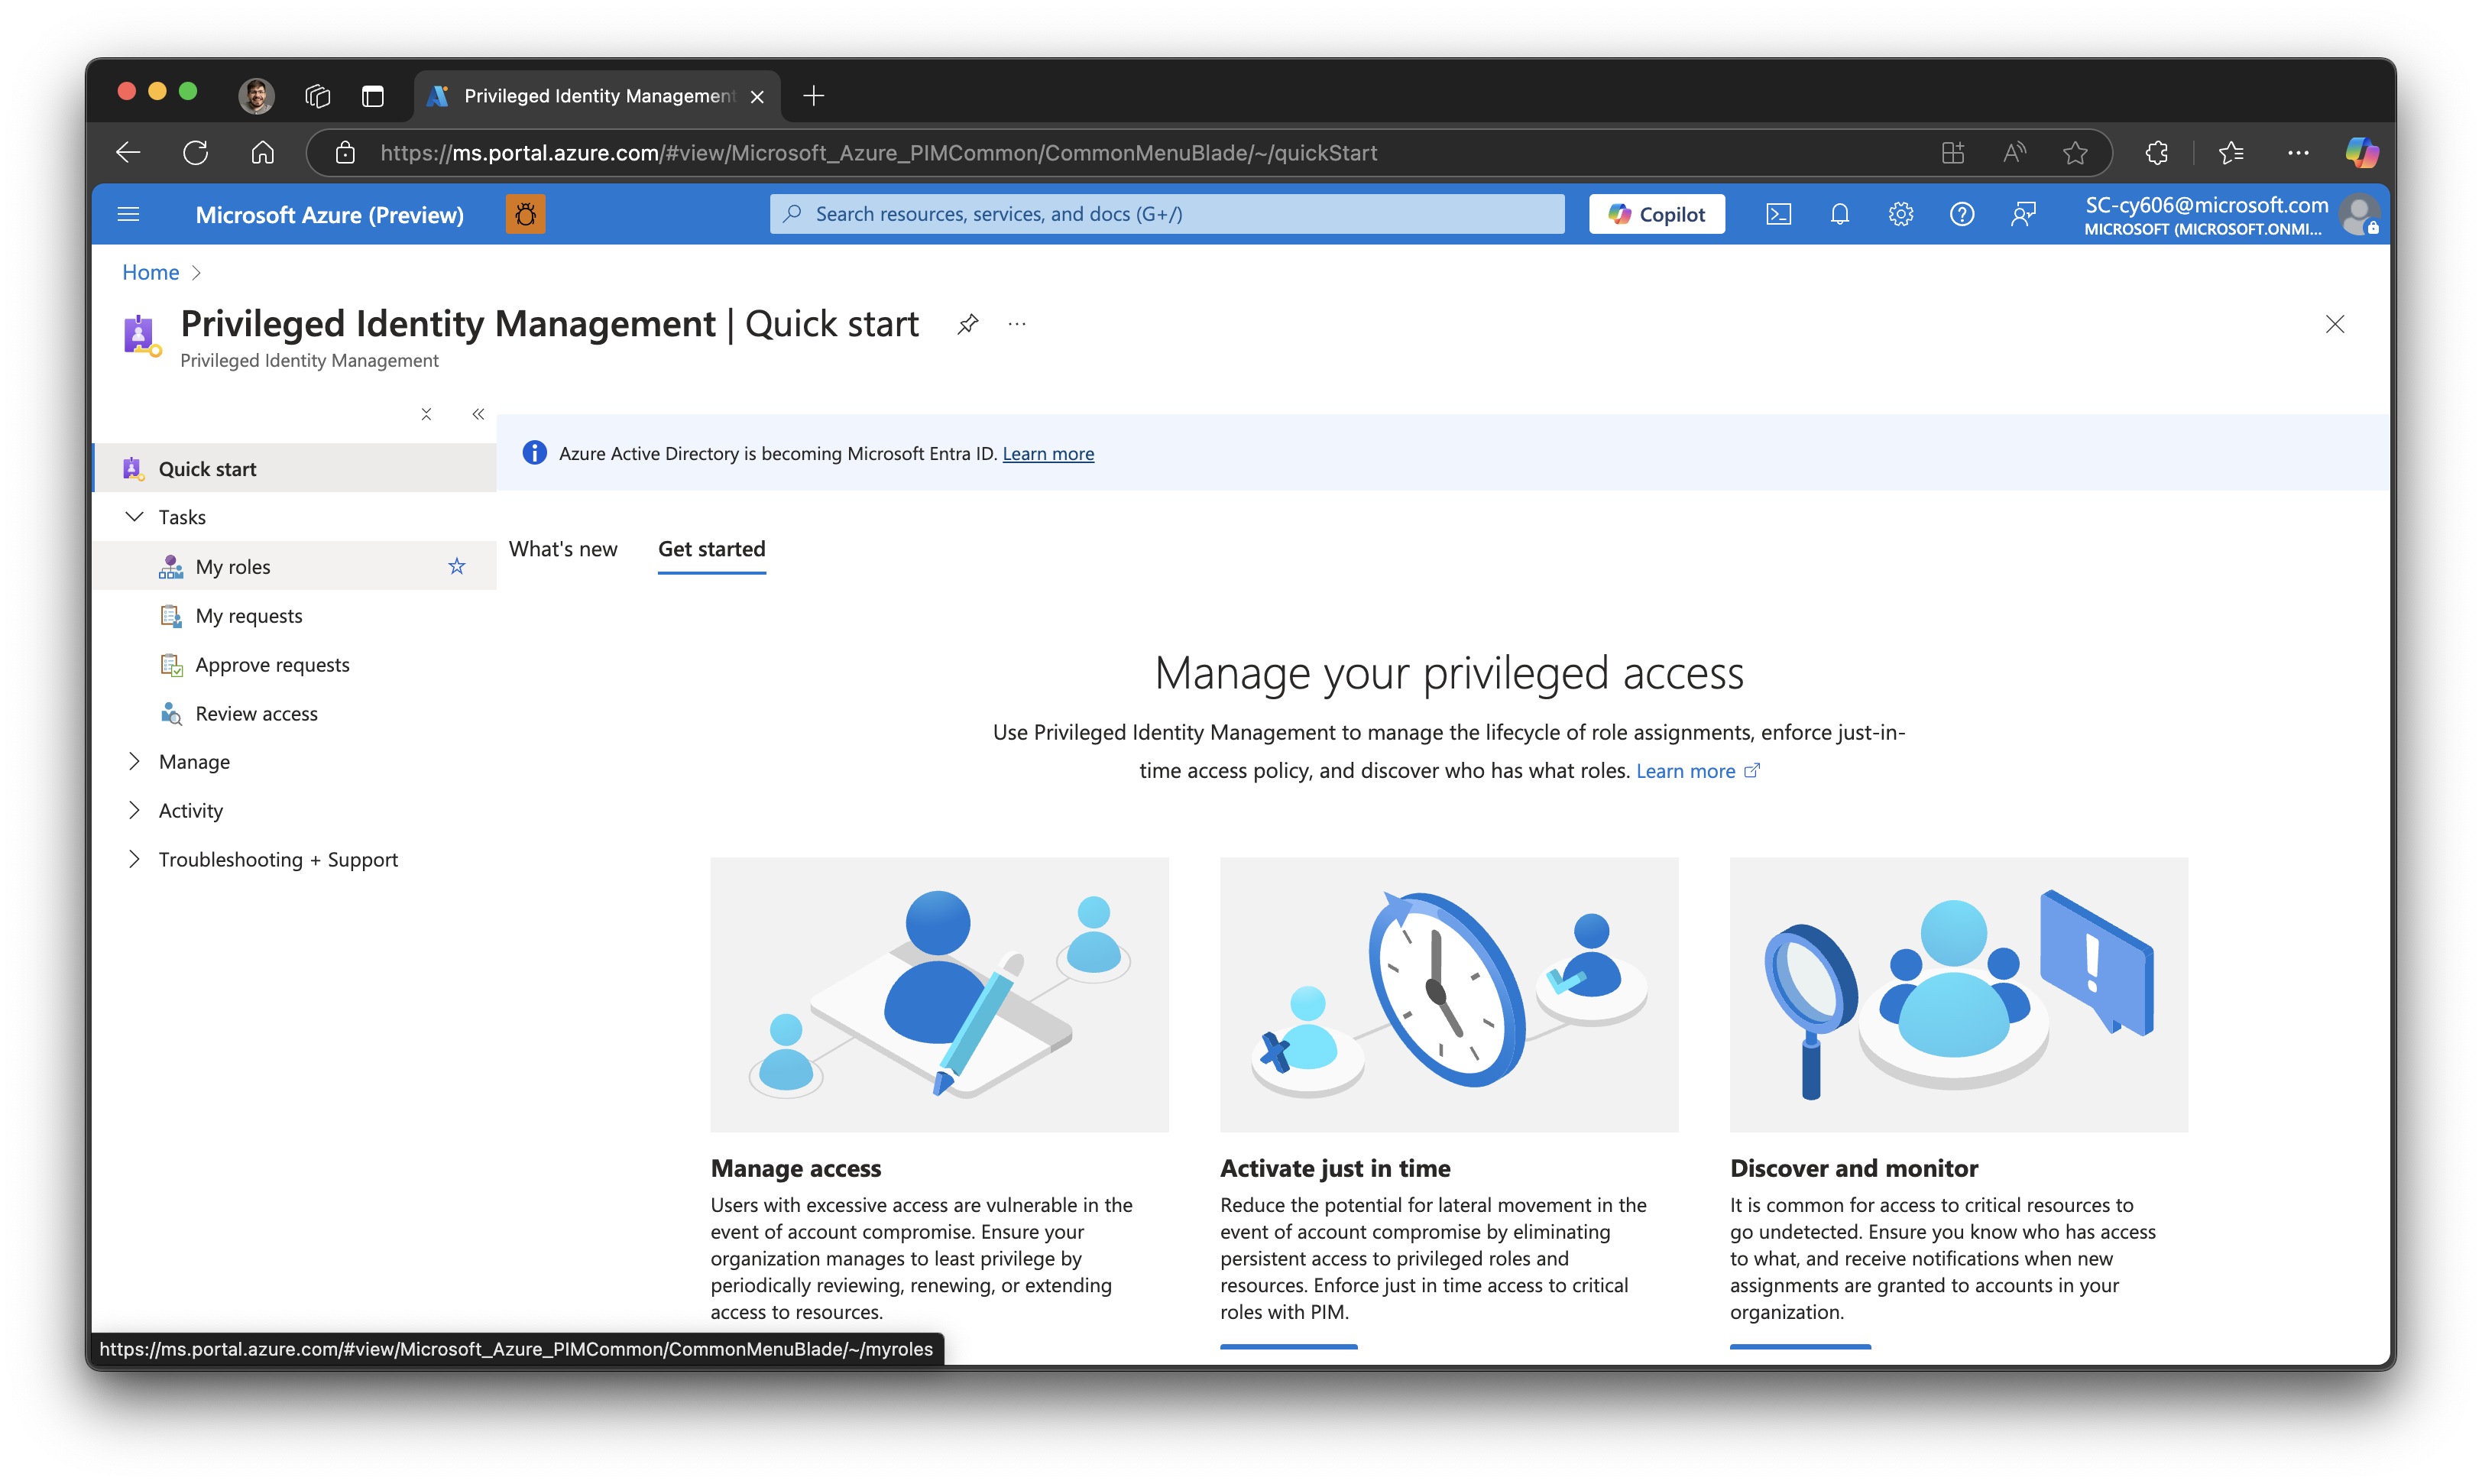 Privileged Identity Management
https://ms.portal.azure.com/#view/Microsoft_Azure_PIMCommon/CommonMenuBlade/~/quickStart
Microsoft Azure (Preview)
Search resources, services, and docs (G+/)
Copilot
SC-cy606@microsoft.com
MICROSOFT (MICROSOFT.ONMI...
Home
Privileged Identity Management | Quick start
Privileged Identity Management
Quick start
Tasks
My roles
My requests
Approve requests
Review access
Manage
Activity
Troubleshooting + Support
Azure Active Directory is becoming Microsoft Entra ID. Learn more
What's new
Get started
Manage your privileged access
Use Privileged Identity Management to manage the lifecycle of role assignments, enforce just-in-
time access policy, and discover who has what roles. Learn more
Manage access
Users with excessive access are vulnerable in the
event of account compromise. Ensure your
organization manages to least privilege by
periodically reviewing, renewing, or extending
access to resources.
Activate just in time
Reduce the potential for lateral movement in the
event of account compromise by eliminating
persistent access to privileged roles and
resources. Enforce just in time access to critical
roles with PIM.
Discover and monitor
It is common for access to critical resources to
go undetected. Ensure you know who has access
to what, and receive notifications when new
assignments are granted to accounts in your
organization.
https://ms.portal.azure.com/#view/Microsoft_Azure_PIMCommon/CommonMenuBlade/~/myroles